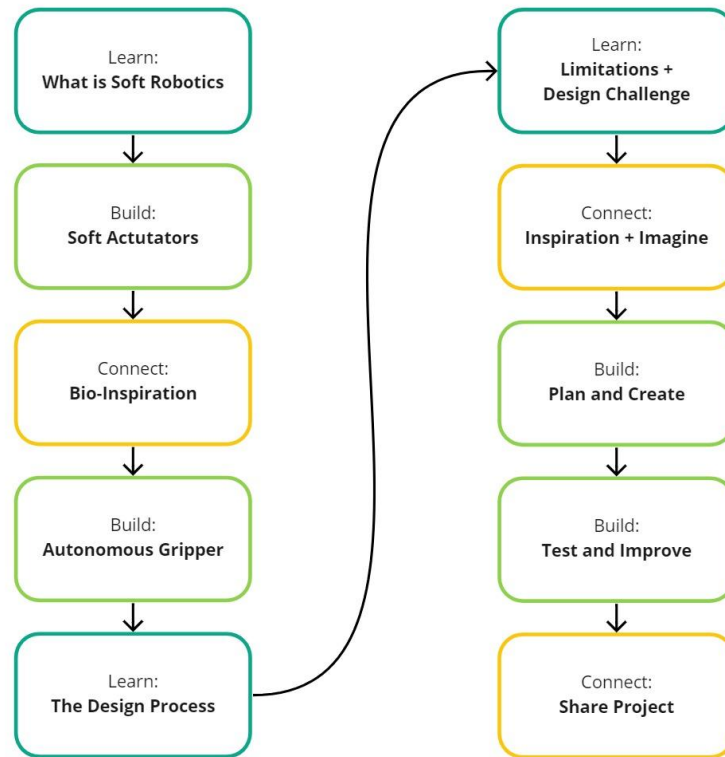 Learn:
What is Soft Robotics
Build:
Soft Actutators
Connect:
Bio-Inspiration
Build:
Autonomous Gripper
Learn:
The Design Process
Learn:
Limitations +
Design Challenge
Connect:
Inspiration + Imagine
Build:
Plan and Create
Build:
Test and Improve
Connect:
Share Project